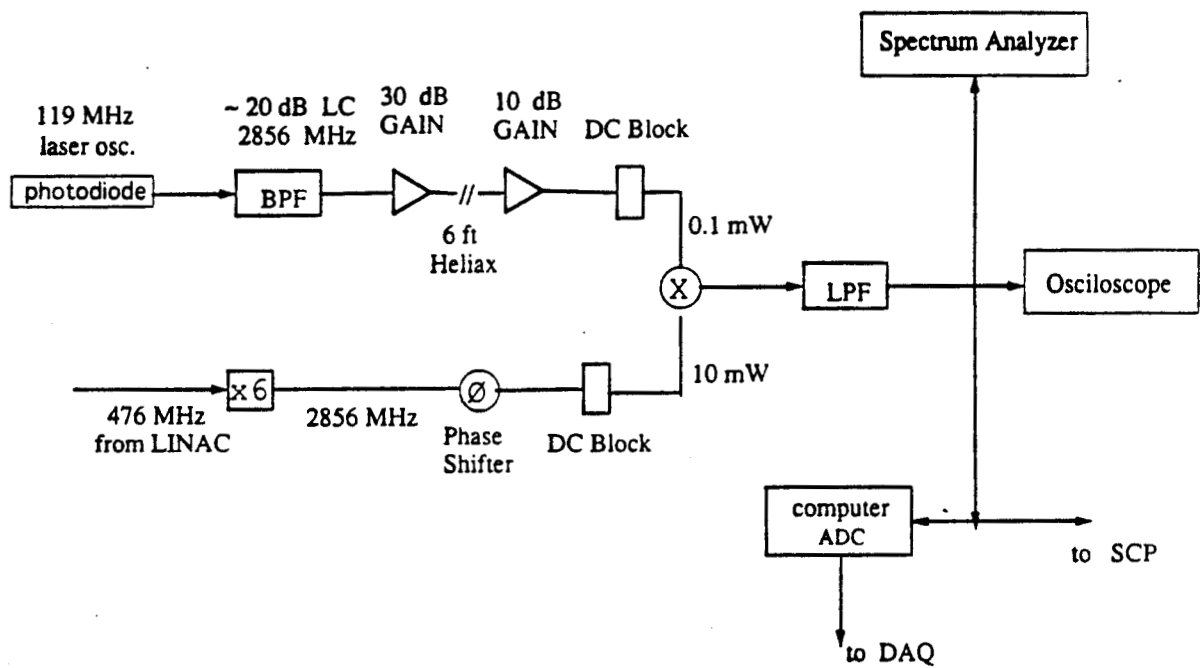 Spectrum Analyzer
119 MHz
laser osc.
photodiode
~ 20 dB LC
2856 MHz
BPF
30 dB
GAIN
10 dB
GAIN
DC Block
6 ft
Heliax
0.1 mW
X
LPF
Osciloscope
10 mW
x 6
476 MHz
from LINAC
2856 MHz
Ø
Phase
Shifter
DC Block
computer
ADC
to SCP
to DAQ